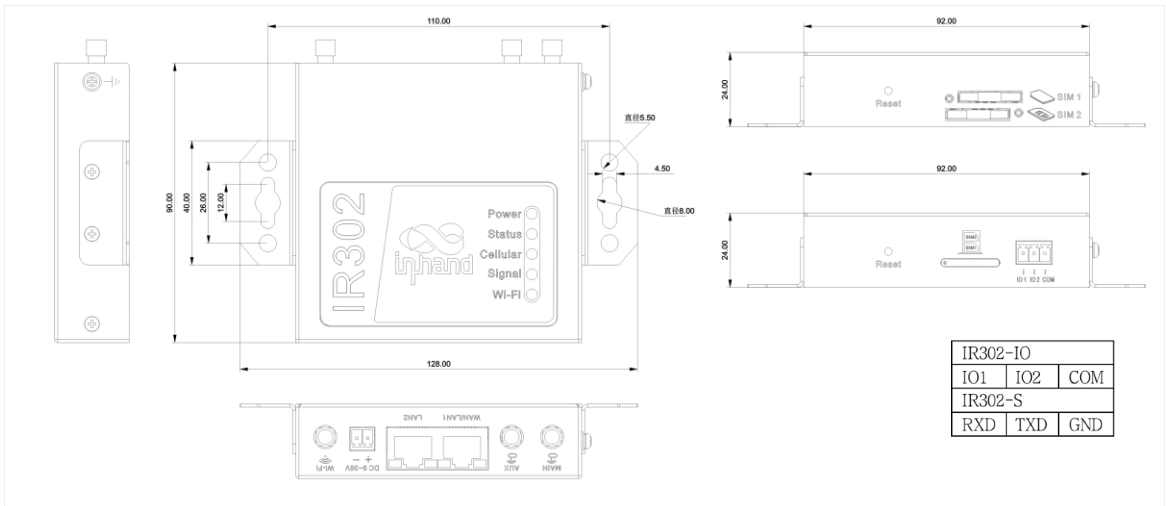 110.00
直径5.50
4.50
直径8.00
90.00
40.00
26.00
12.00
IR302
inhand
Power
Status
Cellular
Signal
Wi-Fi
128.00
92.00
24.00
Reset
SIM 1
SIM 2
92.00
24.00
Reset
SIM2
SIM1
IO1 IO2 COM
LAN2 WAN/LAN1
Wi-Fi DC 9-36V AUX MAIN
− +
IR302-IO
IO1 IO2 COM
IR302-S
RXD TXD GND